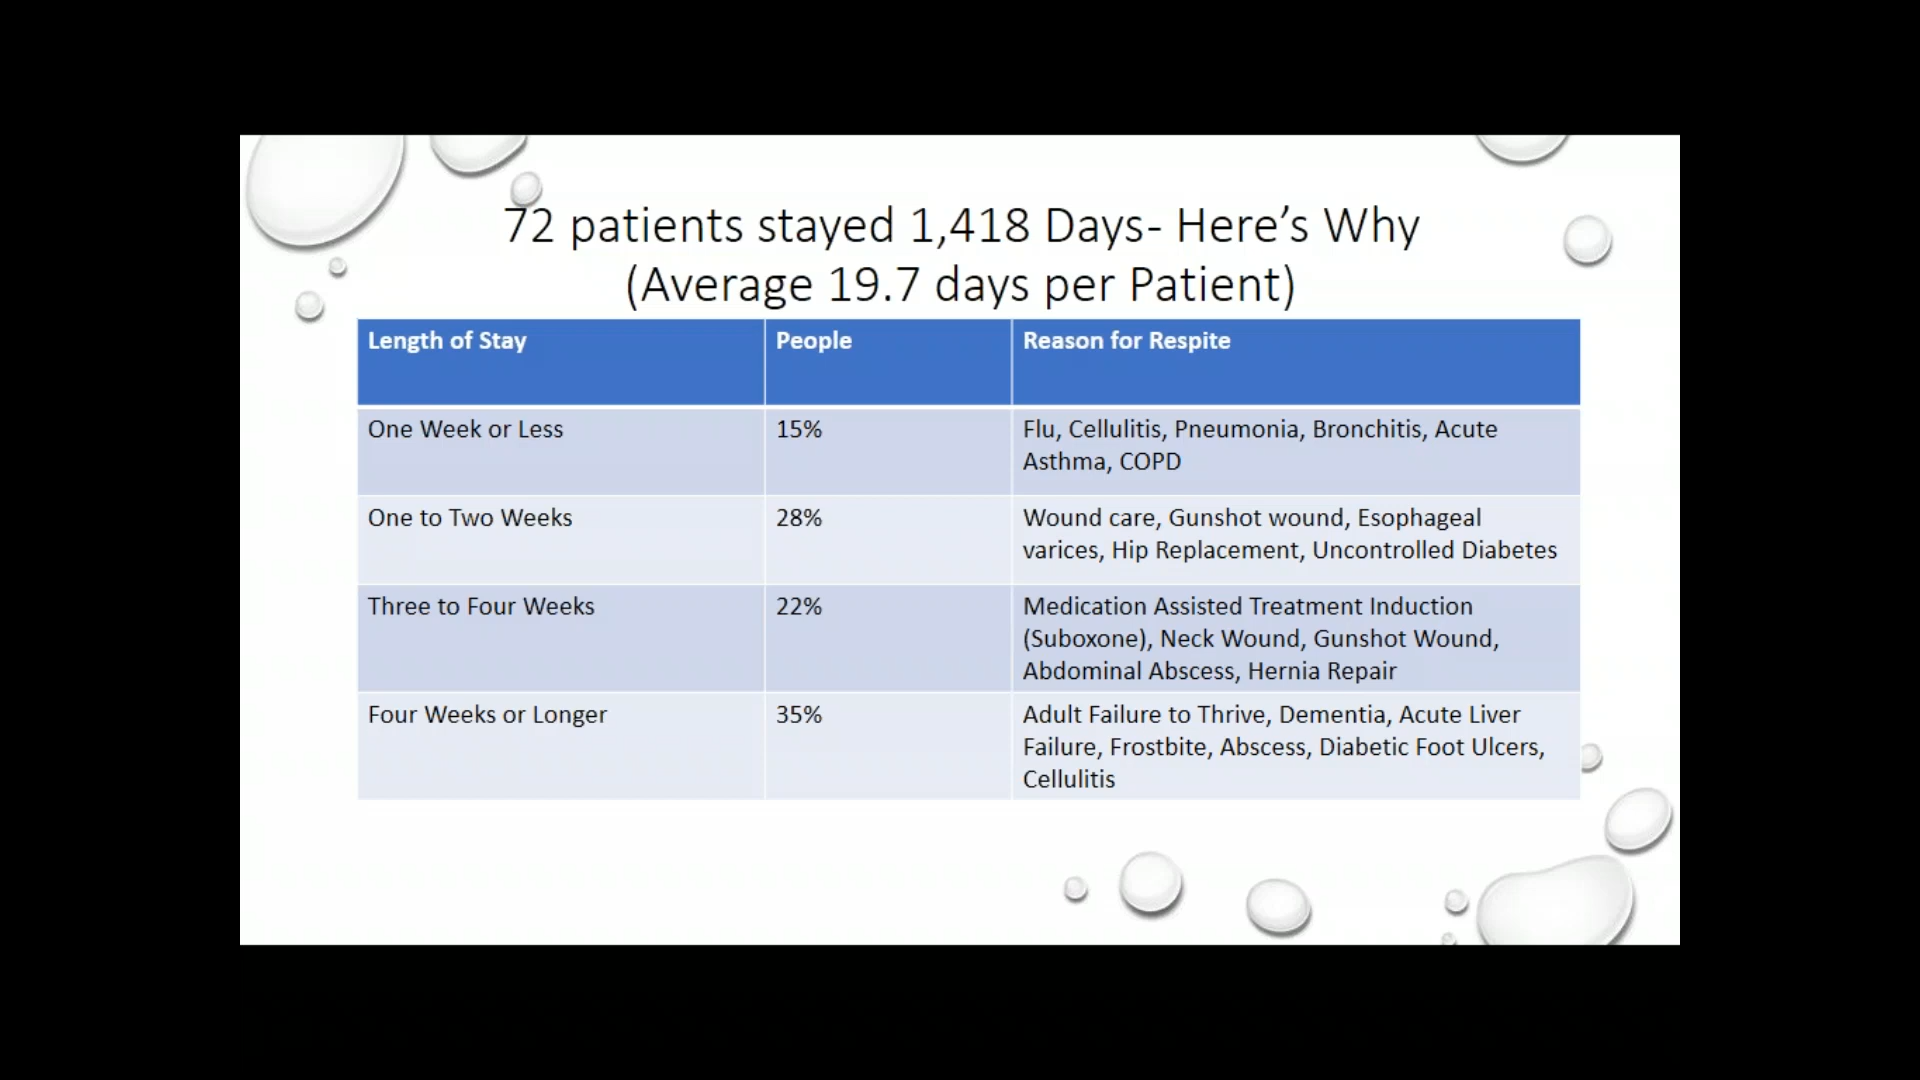 72 patients stayed 1,418 Days- Here’s Why
(Average 19.7 days per Patient)
Length of Stay People Reason for Respite
One Week or Less 15% Flu, Cellulitis, Pneumonia, Bronchitis, Acute
Asthma, COPD
One to Two Weeks 28% Wound care, Gunshot wound, Esophageal
varices, Hip Replacement, Uncontrolled Diabetes
Three to Four Weeks 22% Medication Assisted Treatment Induction
(Suboxone), Neck Wound, Gunshot Wound,
Abdominal Abscess, Hernia Repair
Four Weeks or Longer 35% Adult Failure to Thrive, Dementia, Acute Liver
Failure, Frostbite, Abscess, Diabetic Foot Ulcers,
Cellulitis